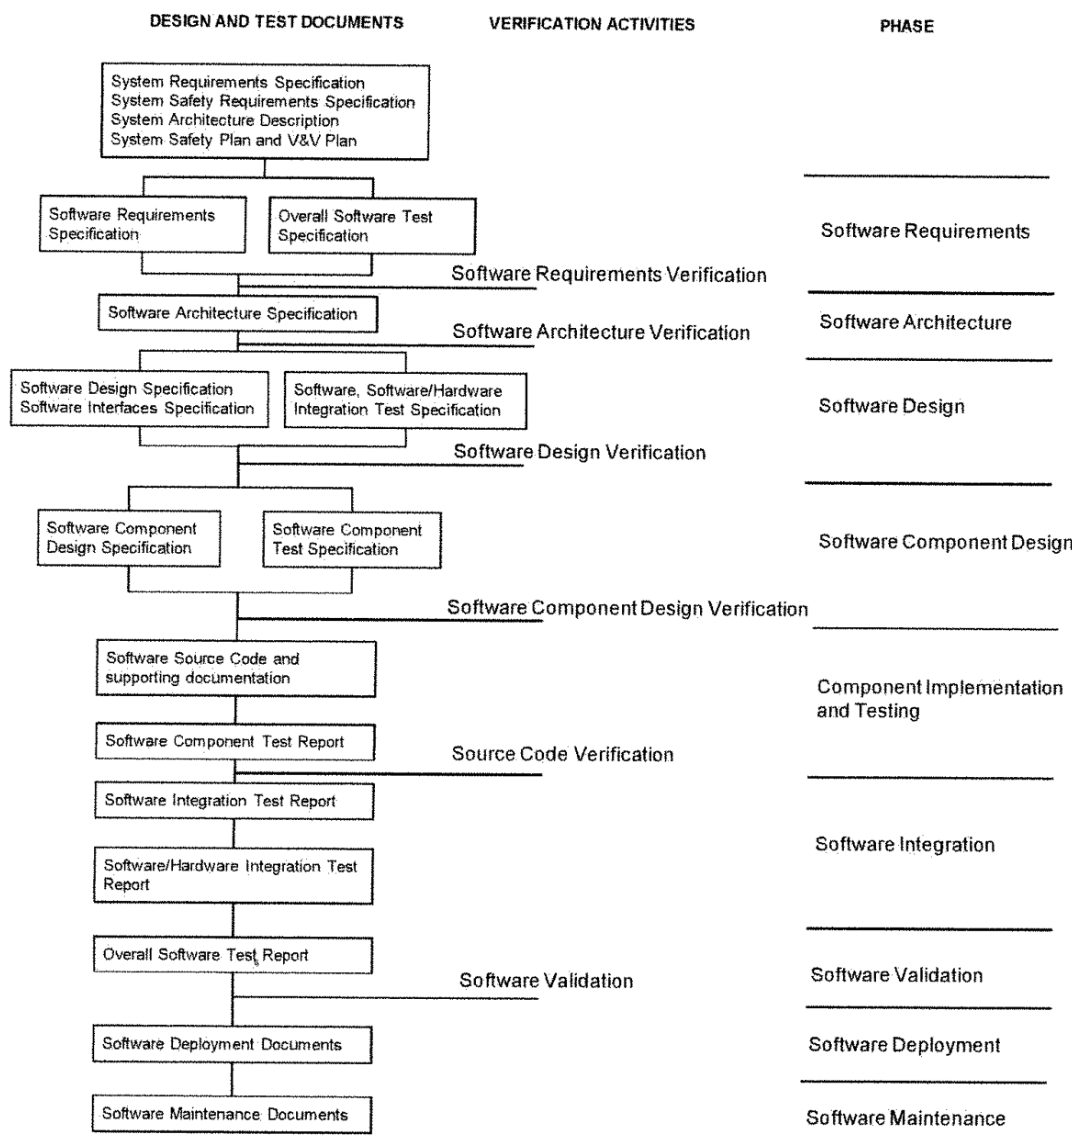 DESIGN AND TEST DOCUMENTS
VERIFICATION ACTIVITIES
PHASE
System Requirements Specification
System Safety Requirements Specification
System Architecture Description
System Safety Plan and V&V Plan
Software Requirements
Specification
Overall Software Test
Specification
Software Requirements
Software Requirements Verification
Software Architecture Specification
Software Architecture Verification
Software Architecture
Software Design Specification
Software Interfaces Specification
Software, Software/Hardware
Integration Test Specification
Software Design
Software Design Verification
Software Component
Design Specification
Software Component
Test Specification
Software Component Design
Software Component Design Verification
Software Source Code and
supporting documentation
Component Implementation
and Testing
Software Component Test Report
Source Code Verification
Software Integration Test Report
Software Integration
Software/Hardware Integration Test
Report
Overall Software Test Report
Software Validation
Software Validation
Software Deployment Documents
Software Deployment
Software Maintenance Documents
Software Maintenance